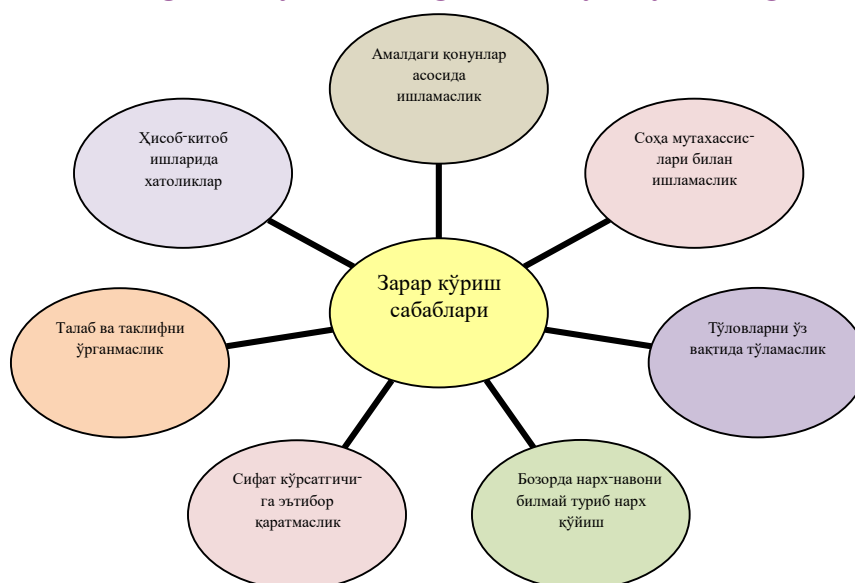 Амалдаги қонунлар
асосида
ишламаслик
Ҳисоб-китоб
ишларида
хатоликлар
Соҳа мутахассис-
лари билан
ишламаслик
Зарар кўриш
сабаблари
Талаб ва таклифни
ўрганмаслик
Тўловларни ўз
вақтида тўламаслик
Сифат кўрсатгичи-
га эътибор
қаратмаслик
Бозорда нарх-навони
билмай туриб нарх
қўйиш